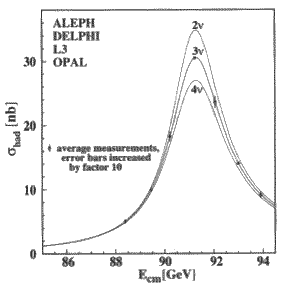 ALEPH
DELPHI
L3
OPAL
2ν
3ν
4ν
average measurements,
error bars increased
by factor 10
σhad [nb]
30
20
10
0
86 88 90 92 94
Ecm [GeV]